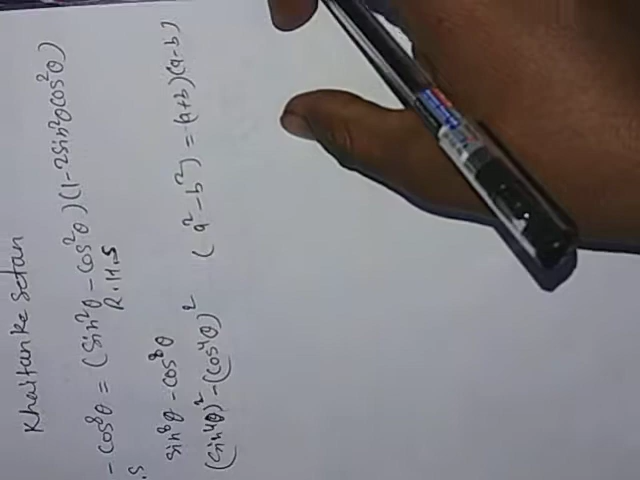 Khaitan Ke Setan
- cos⁸θ = (sin²θ - cos²θ)(1-2sin²θcos²θ)
.S R.H.S
sin⁸θ - cos⁸θ
(sin⁴θ)² - (cos⁴θ)² (a² - b²) = (a+b)(a-b)